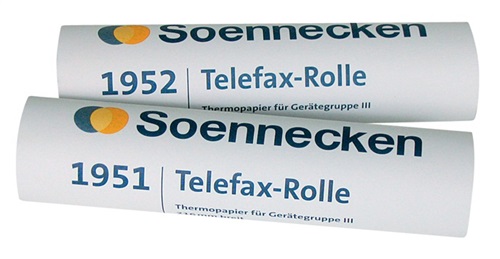 Soennecken
1952 Telefax-Rolle
Thermopapier für Gerätegruppe III
Soennecken
1951 Telefax-Rolle
Thermopapier für Gerätegruppe III